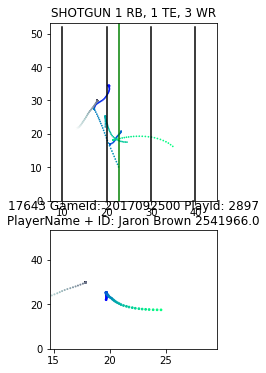 SHOTGUN 1 RB, 1 TE, 3 WR
50
40
30
20
10
0
10 20 30 40
17643 GameId: 2017092500 PlayId: 2897
PlayerName + ID: Jaron Brown 2541966.0
40
20
0
15 20 25